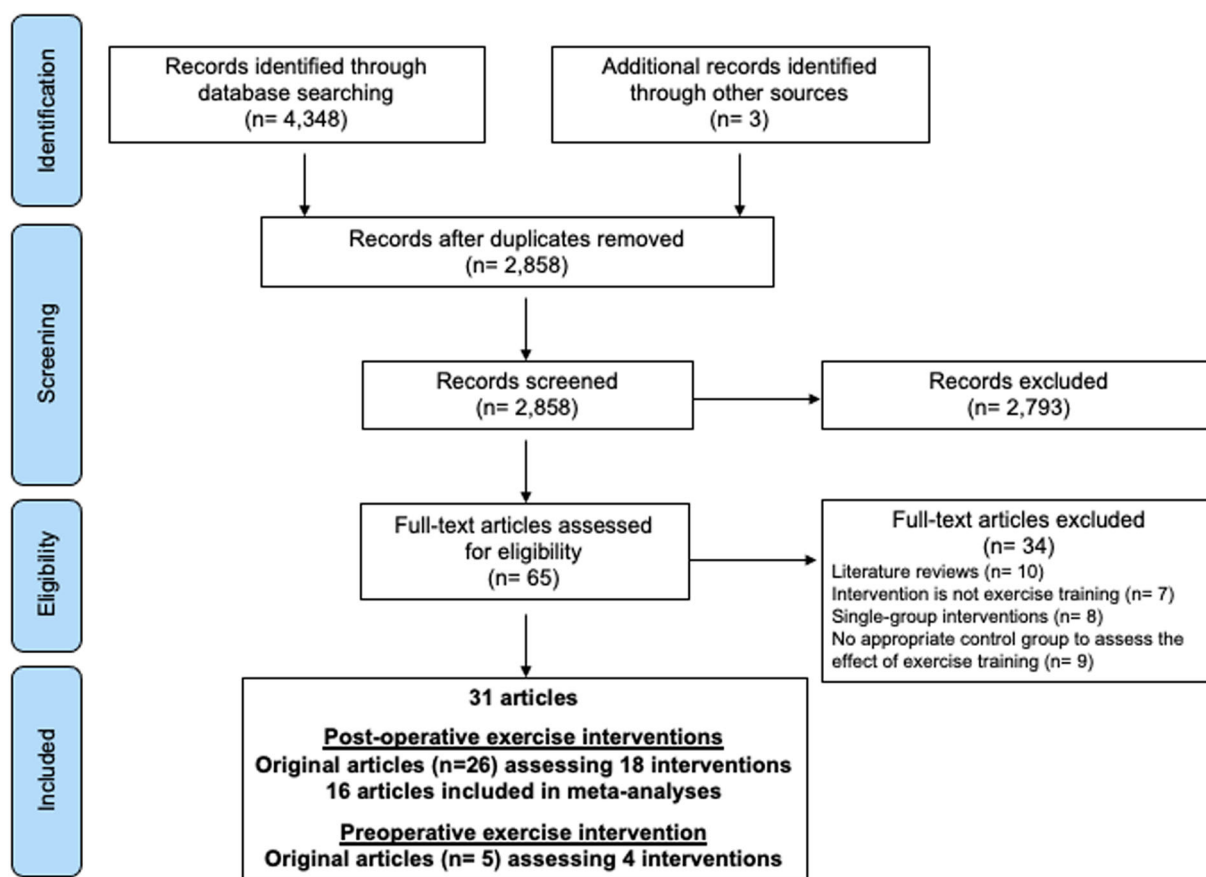 Identification
Records identified through
database searching
(n= 4,348)
Additional records identified
through other sources
(n= 3)
Screening
Records after duplicates removed
(n= 2,858)
Records screened
(n= 2,858)
Records excluded
(n= 2,793)
Eligibility
Full-text articles assessed
for eligibility
(n= 65)
Full-text articles excluded
(n= 34)
Literature reviews (n= 10)
Intervention is not exercise training (n= 7)
Single-group interventions (n= 8)
No appropriate control group to assess the
effect of exercise training (n= 9)
Included
31 articles
Post-operative exercise interventions
Original articles (n=26) assessing 18 interventions
16 articles included in meta-analyses
Preoperative exercise intervention
Original articles (n= 5) assessing 4 interventions